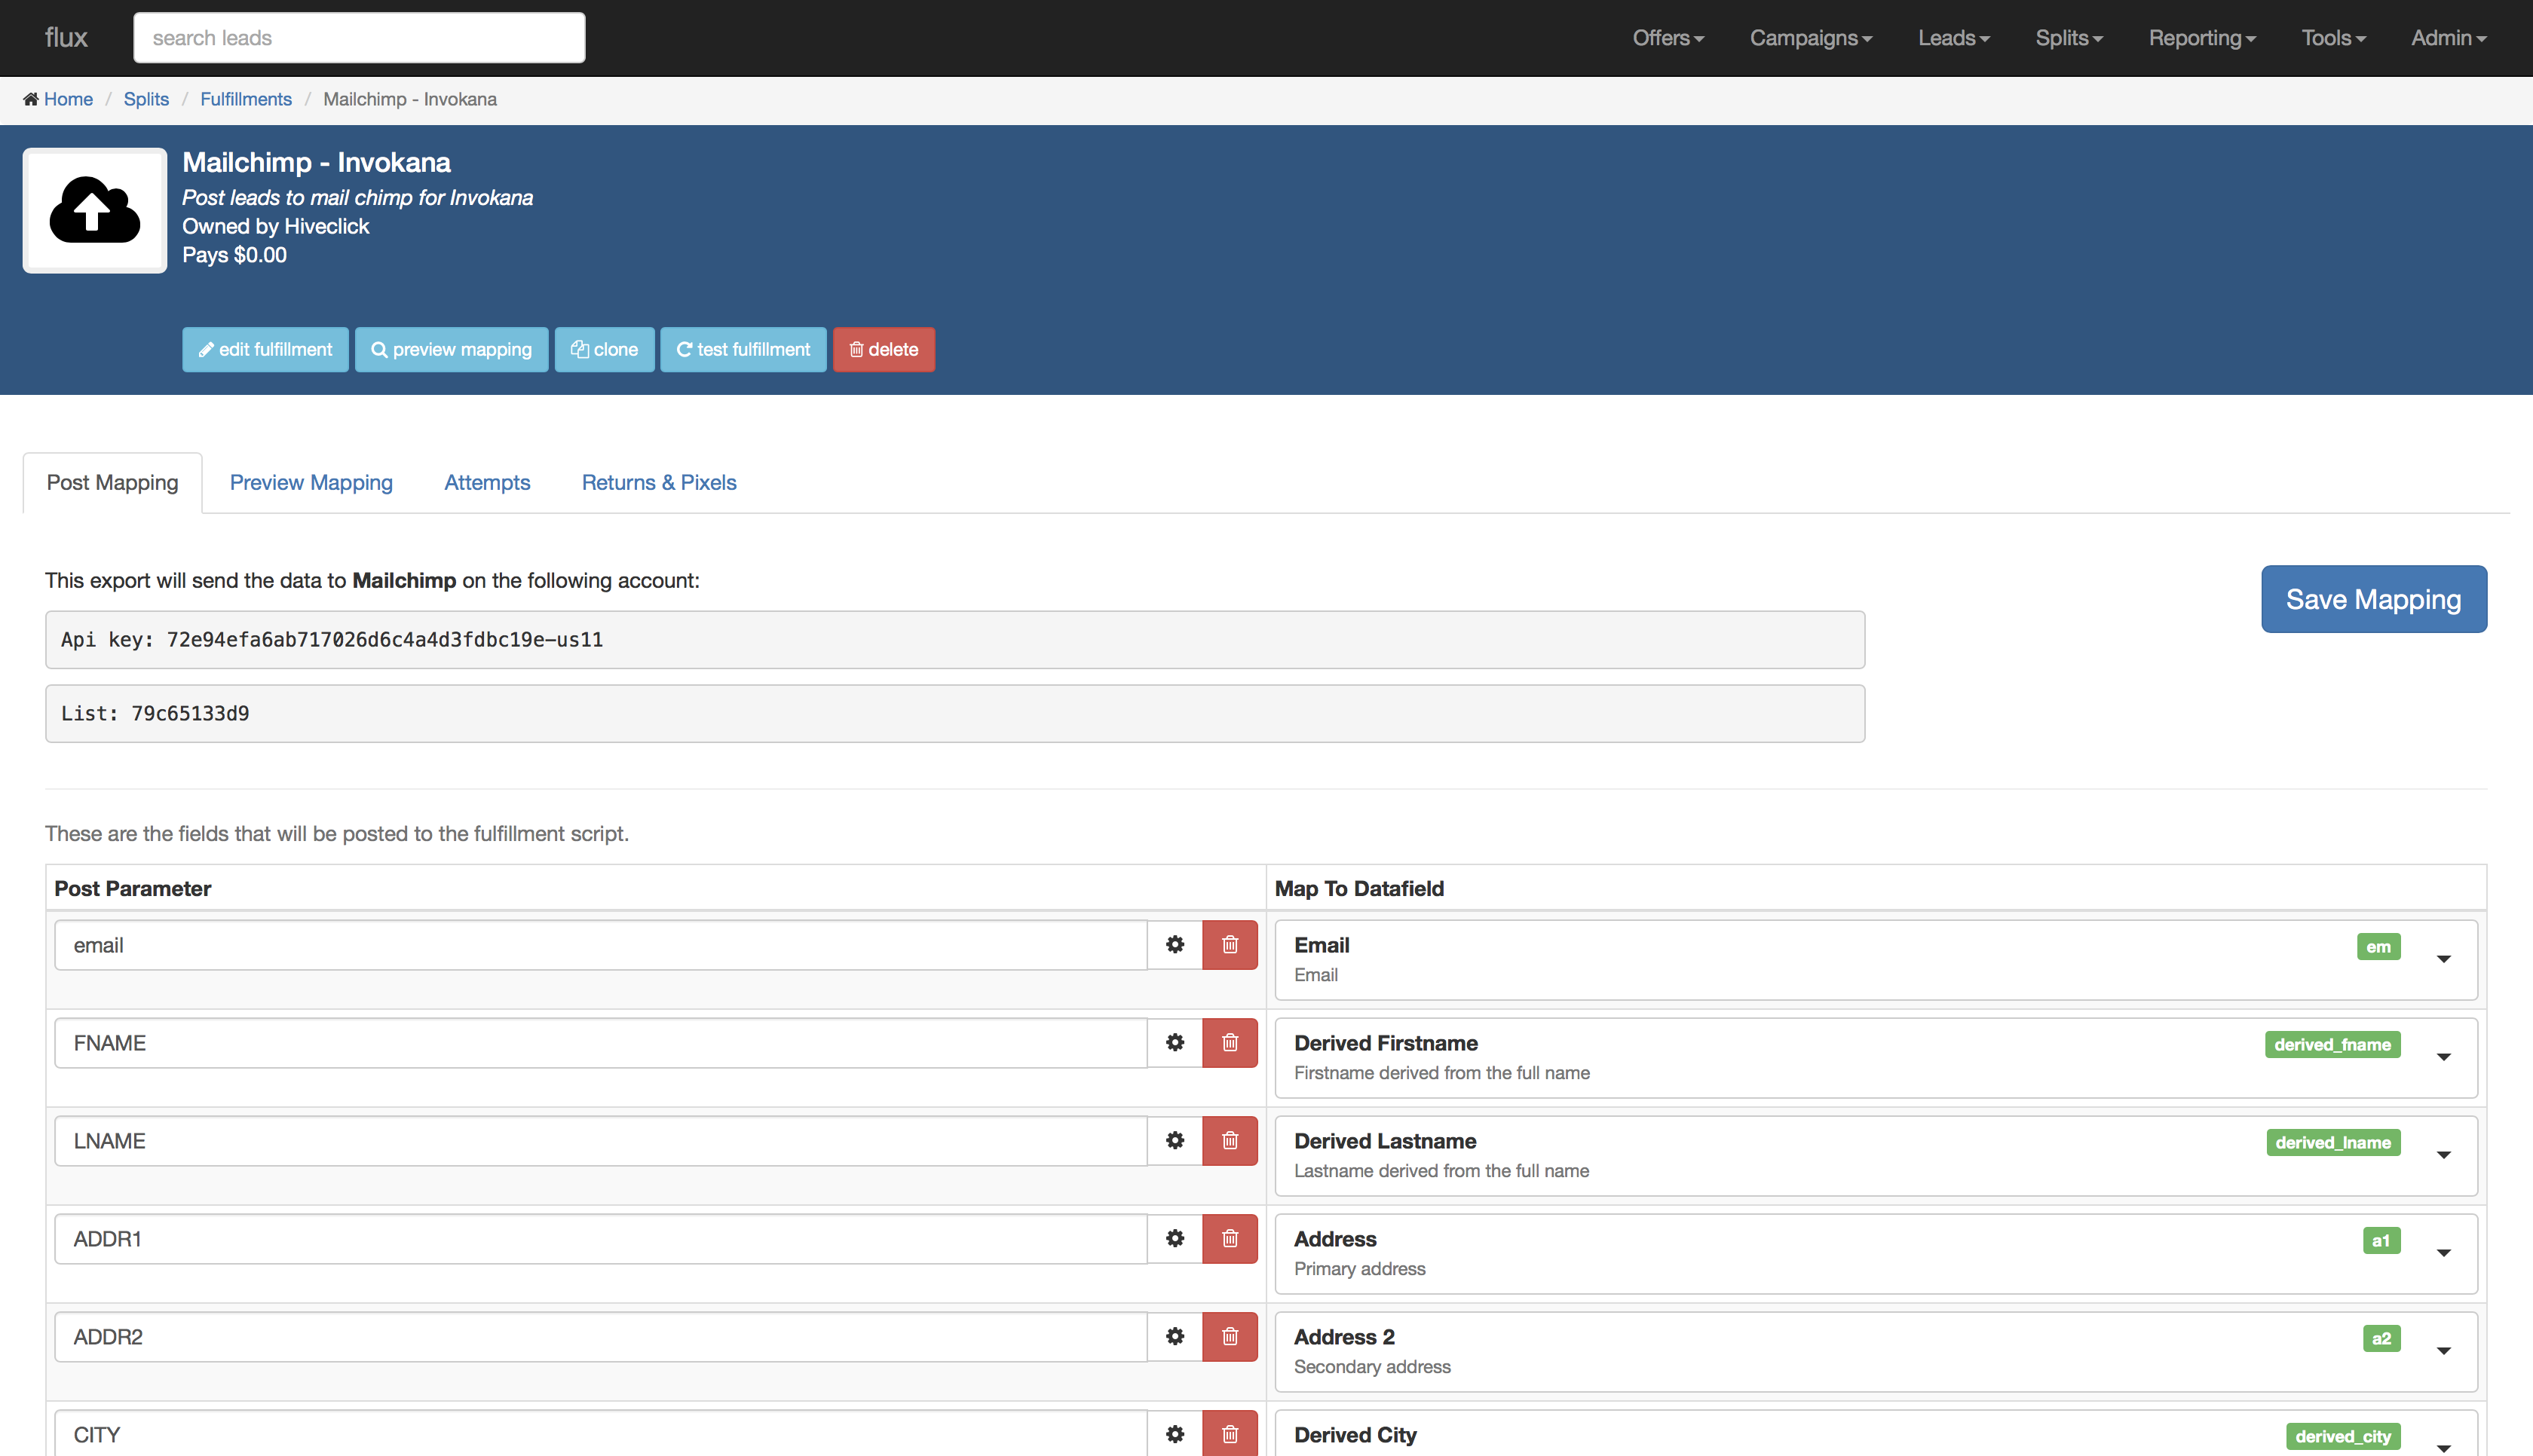 flux
search leads
Offers
Campaigns
Leads
Splits
Reporting
Tools
Admin
Home / Splits / Fulfillments / Mailchimp - Invokana
Mailchimp - Invokana
Post leads to mail chimp for Invokana
Owned by Hiveclick
Pays $0.00
edit fulfillment
preview mapping
clone
test fulfillment
delete
Post Mapping
Preview Mapping
Attempts
Returns & Pixels
This export will send the data to Mailchimp on the following account:
Save Mapping
Api key: 72e94efa6ab717026d6c4a4d3fdbc19e-us11
List: 79c65133d9
These are the fields that will be posted to the fulfillment script.
Post Parameter
Map To Datafield
email
Email
em
Email
FNAME
Derived Firstname
derived_fname
Firstname derived from the full name
LNAME
Derived Lastname
derived_lname
Lastname derived from the full name
ADDR1
Address
a1
Primary address
ADDR2
Address 2
a2
Secondary address
CITY
Derived City
derived_city